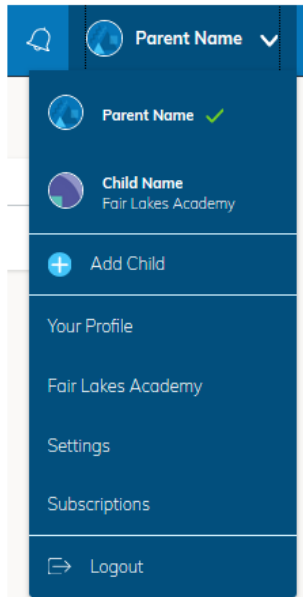 Parent Name
Parent Name
Child Name
Fair Lakes Academy
Add Child
Your Profile
Fair Lakes Academy
Settings
Subscriptions
Logout